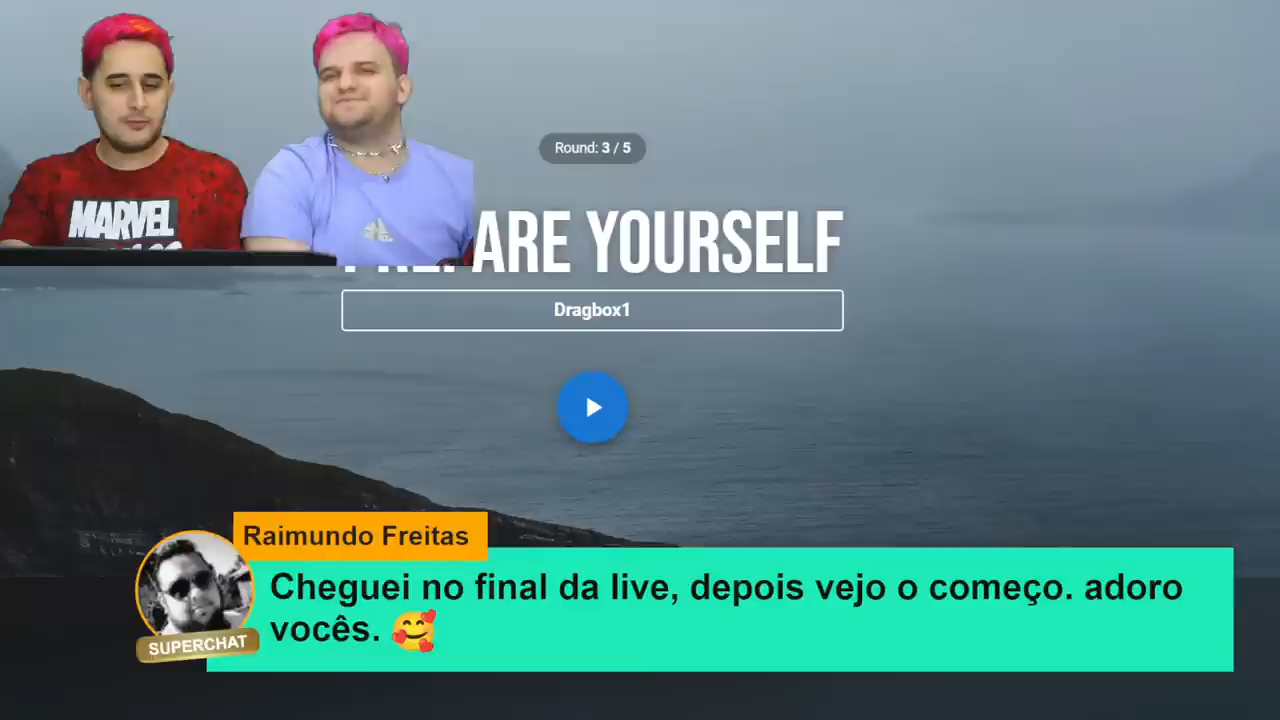 MARVEL
Round: 3 / 5
PREPARE YOURSELF
Dragbox1
Raimundo Freitas
Cheguei no final da live, depois vejo o começo. adoro
vocês. 🥰
SUPERCHAT